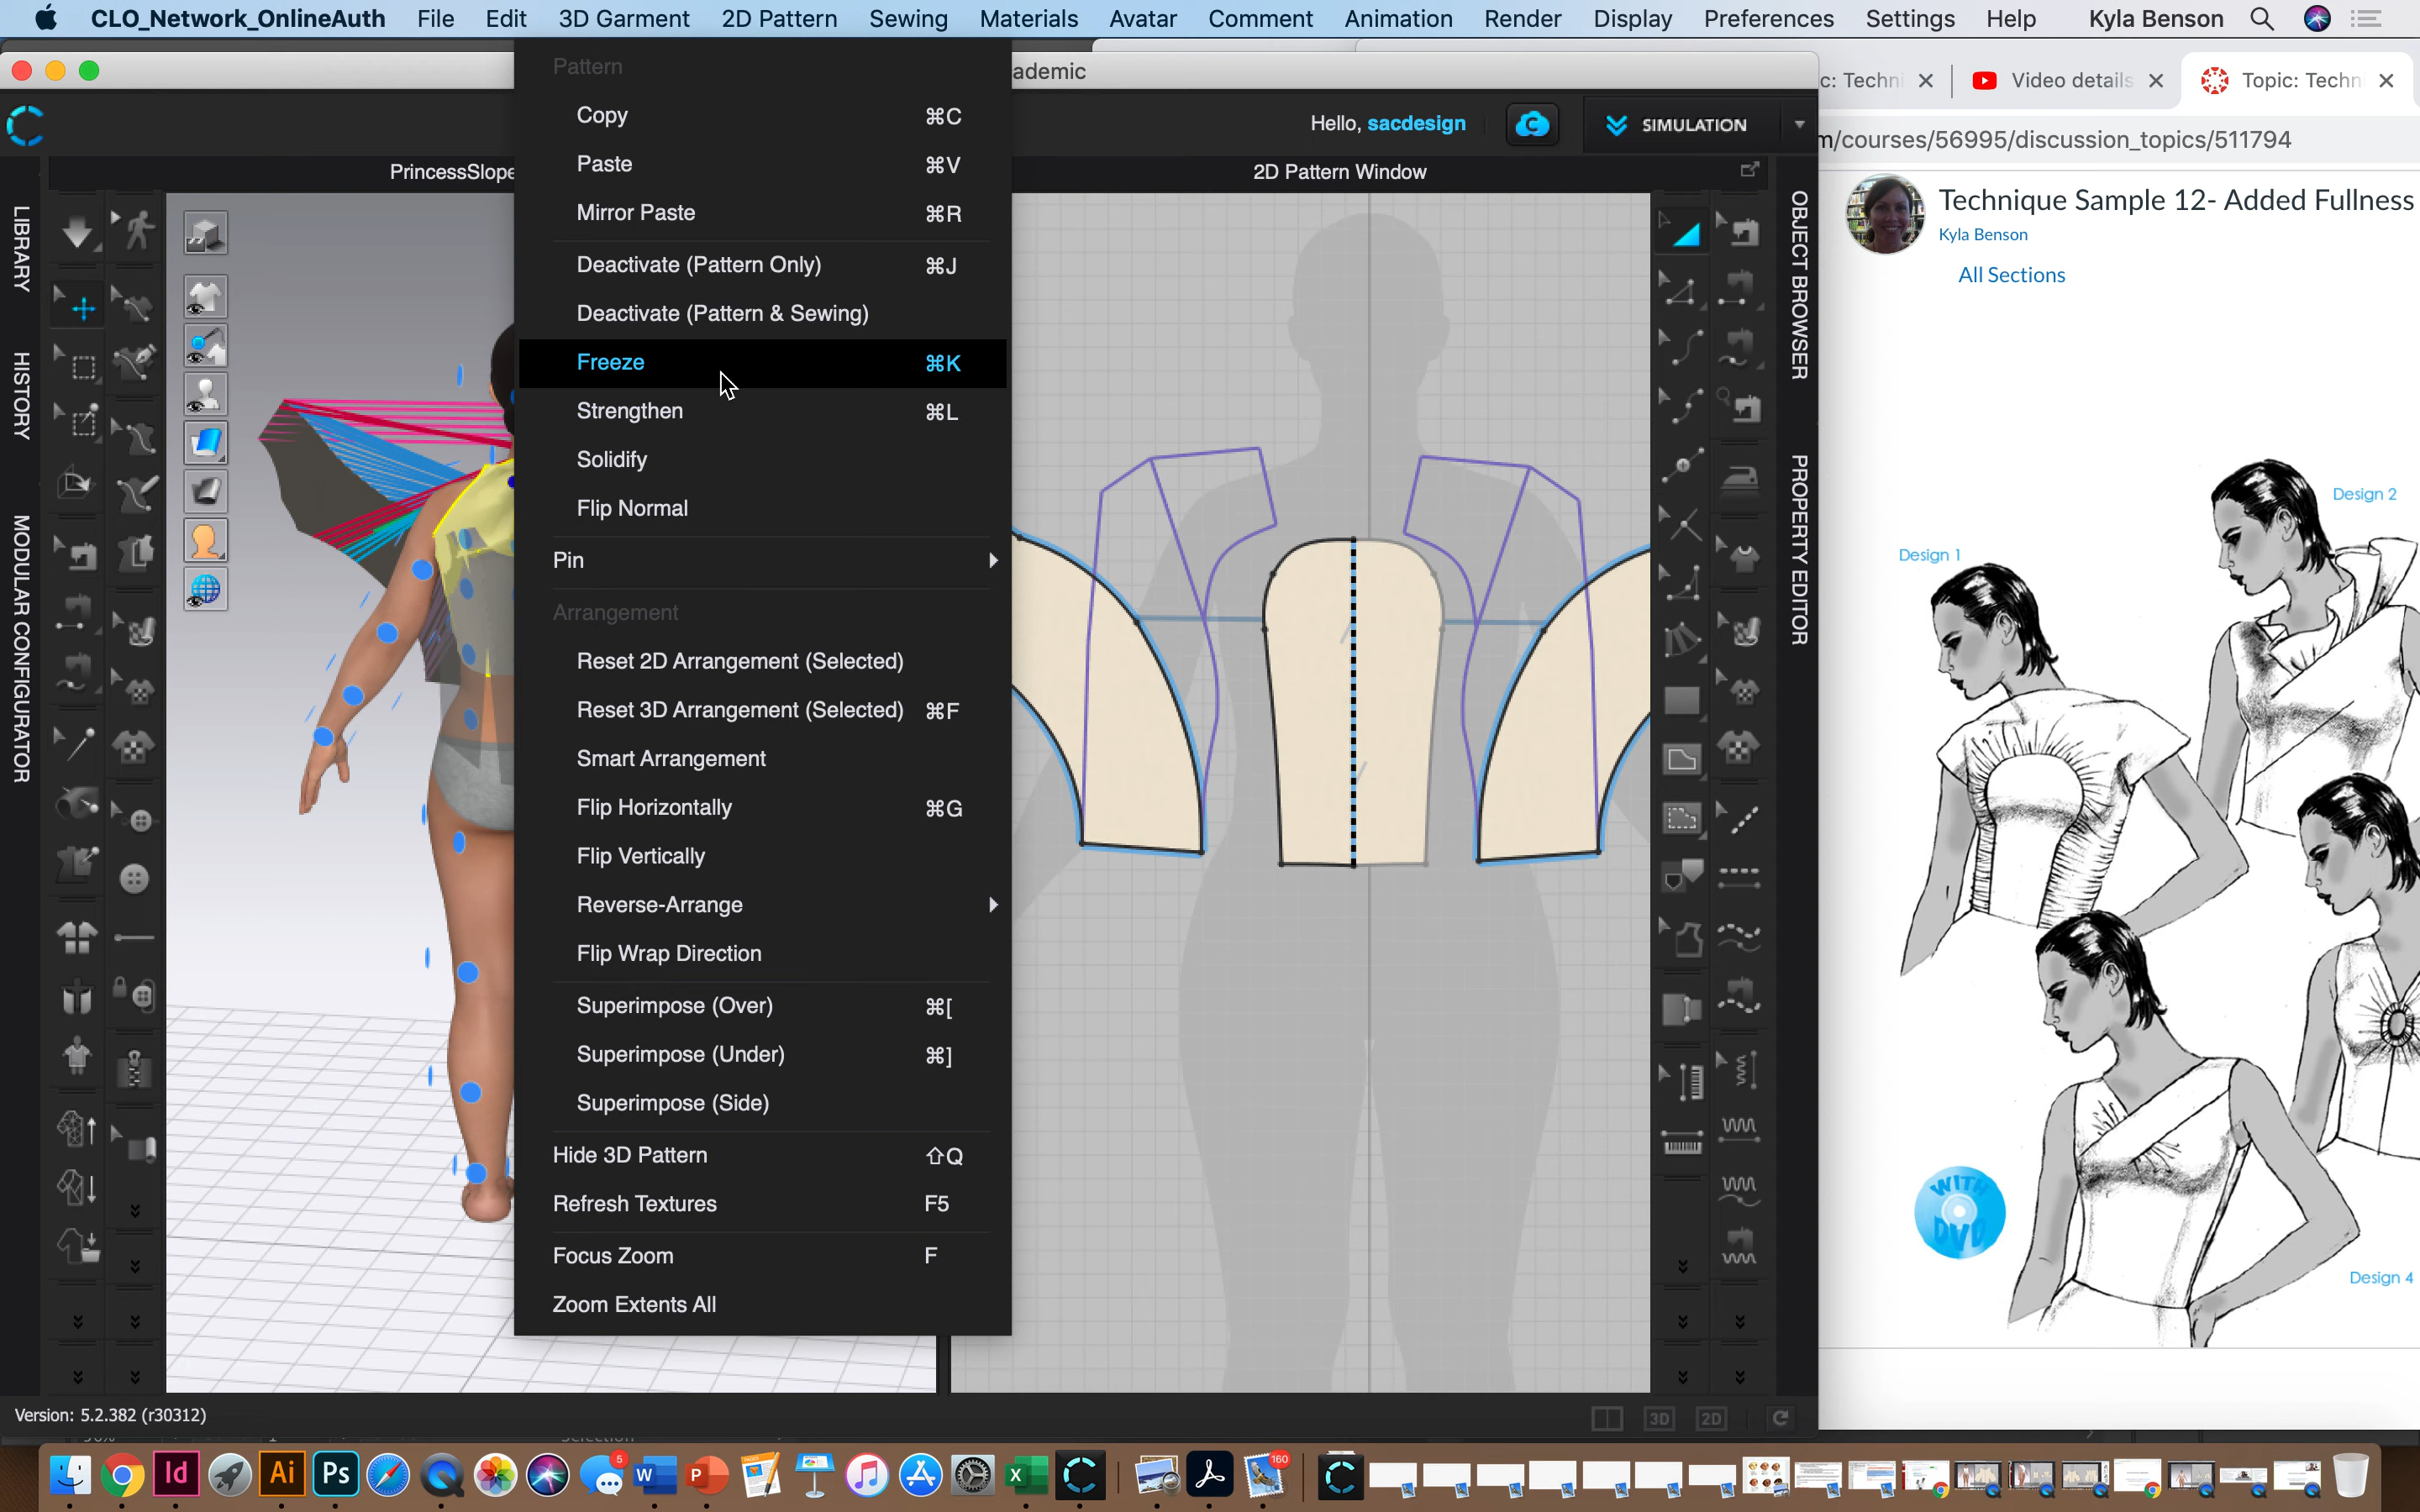 CLO_Network_OnlineAuth File Edit 3D Garment 2D Pattern Sewing Materials Avatar Comment Animation Render Display Preferences Settings Help Kyla Benson
ademic
c: Techni
Video details
Topic: Techn
Hello, sacdesign
SIMULATION
m/courses/56995/discussion_topics/511794
PrincessSlope
2D Pattern Window
LIBRARY
HISTORY
MODULAR CONFIGURATOR
Pattern
Copy ⌘C
Paste ⌘V
Mirror Paste ⌘R
Deactivate (Pattern Only) ⌘J
Deactivate (Pattern & Sewing)
Freeze ⌘K
Strengthen ⌘L
Solidify
Flip Normal
Pin
Arrangement
Reset 2D Arrangement (Selected)
Reset 3D Arrangement (Selected) ⌘F
Smart Arrangement
Flip Horizontally ⌘G
Flip Vertically
Reverse-Arrange
Flip Wrap Direction
Superimpose (Over) ⌘[
Superimpose (Under) ⌘]
Superimpose (Side)
Hide 3D Pattern ⇧Q
Refresh Textures F5
Focus Zoom F
Zoom Extents All
OBJECT BROWSER
PROPERTY EDITOR
Technique Sample 12- Added Fullness
Kyla Benson
All Sections
Design 1
Design 2
WITH
DVD
Design 4
Version: 5.2.382 (r30312)
3D
2D
Id
Ai
Ps
5
W
P
X
160